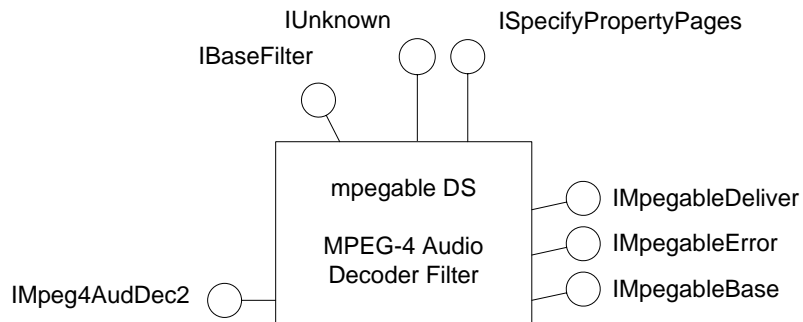 IUnknown
ISpecifyPropertyPages
IBaseFilter
mpegable DS
MPEG-4 Audio
Decoder Filter
IMpegableDeliver
IMpegableError
IMpegableBase
IMpeg4AudDec2